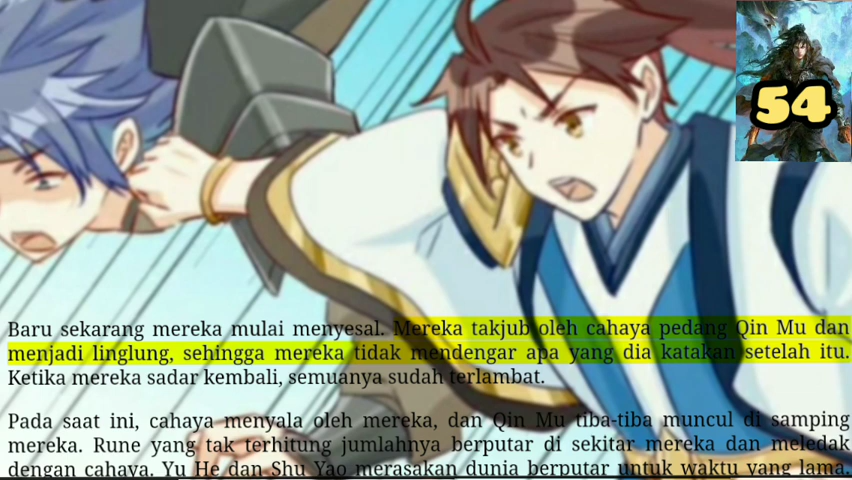 54
Baru sekarang mereka mulai menyesal. Mereka takjub oleh cahaya pedang Qin Mu dan
menjadi linglung, sehingga mereka tidak mendengar apa yang dia katakan setelah itu.
Ketika mereka sadar kembali, semuanya sudah terlambat.
Pada saat ini, cahaya menyala oleh mereka, dan Qin Mu tiba-tiba muncul di samping
mereka. Rune yang tak terhitung jumlahnya berputar di sekitar mereka dan meledak
dengan cahaya. Yu He dan Shu Yao merasakan dunia berputar untuk waktu yang lama.